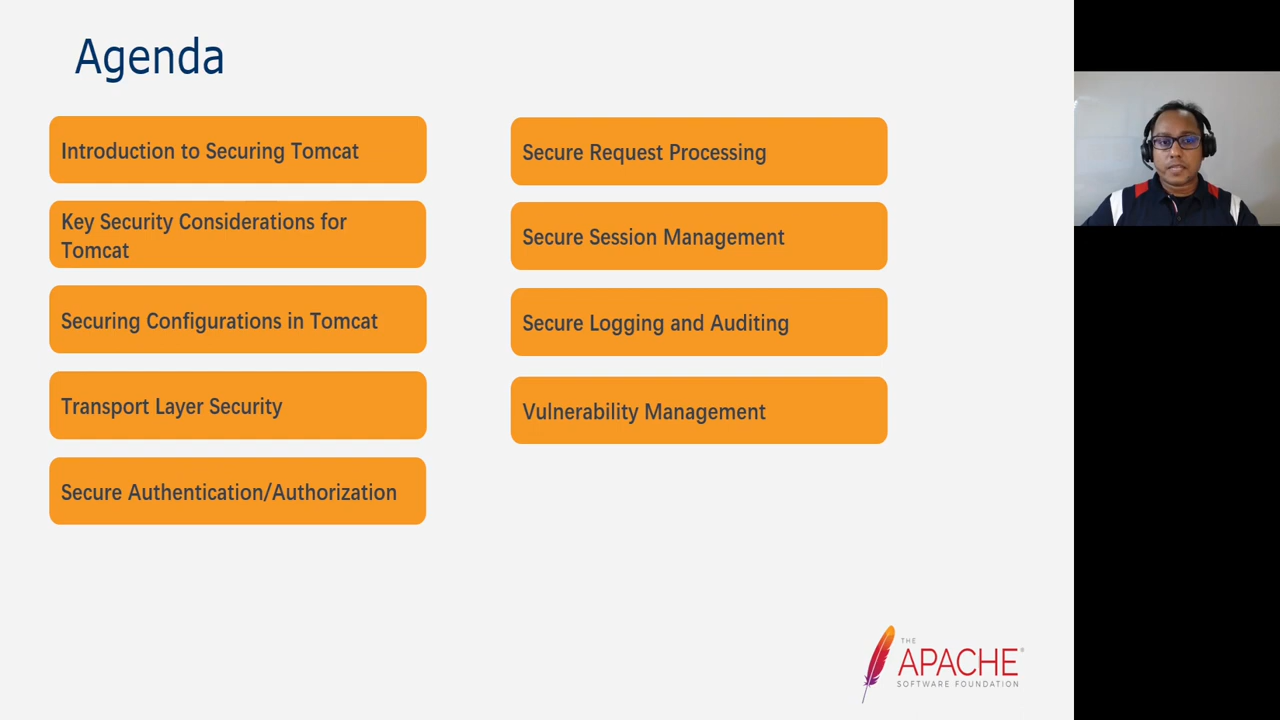 Agenda
Introduction to Securing Tomcat
Key Security Considerations for
Tomcat
Securing Configurations in Tomcat
Transport Layer Security
Secure Authentication/Authorization
Secure Request Processing
Secure Session Management
Secure Logging and Auditing
Vulnerability Management
THE
APACHE®
SOFTWARE FOUNDATION